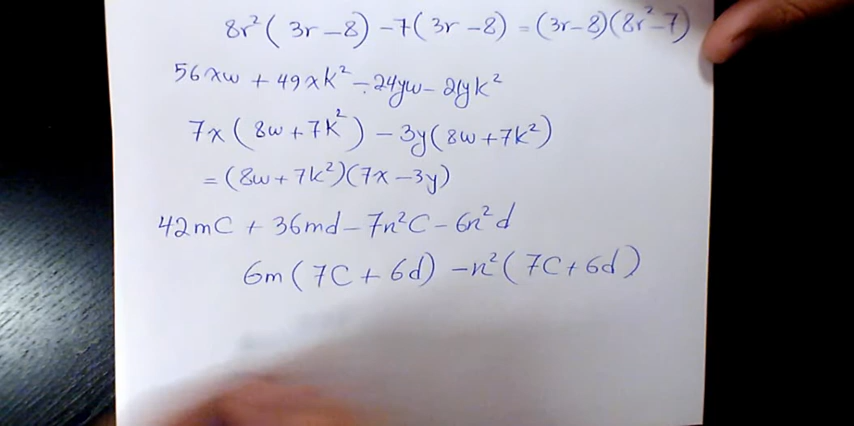 8r²(3r-8)-7(3r-8)=(3r-8)(8r²-7)
56xw+49xk²-24yw-21yk²
7x(8w+7k²)-3y(8w+7k²)
=(8w+7k²)(7x-3y)
42mC+36md-7n²C-6n²d
6m(7C+6d)-n²(7C+6d)